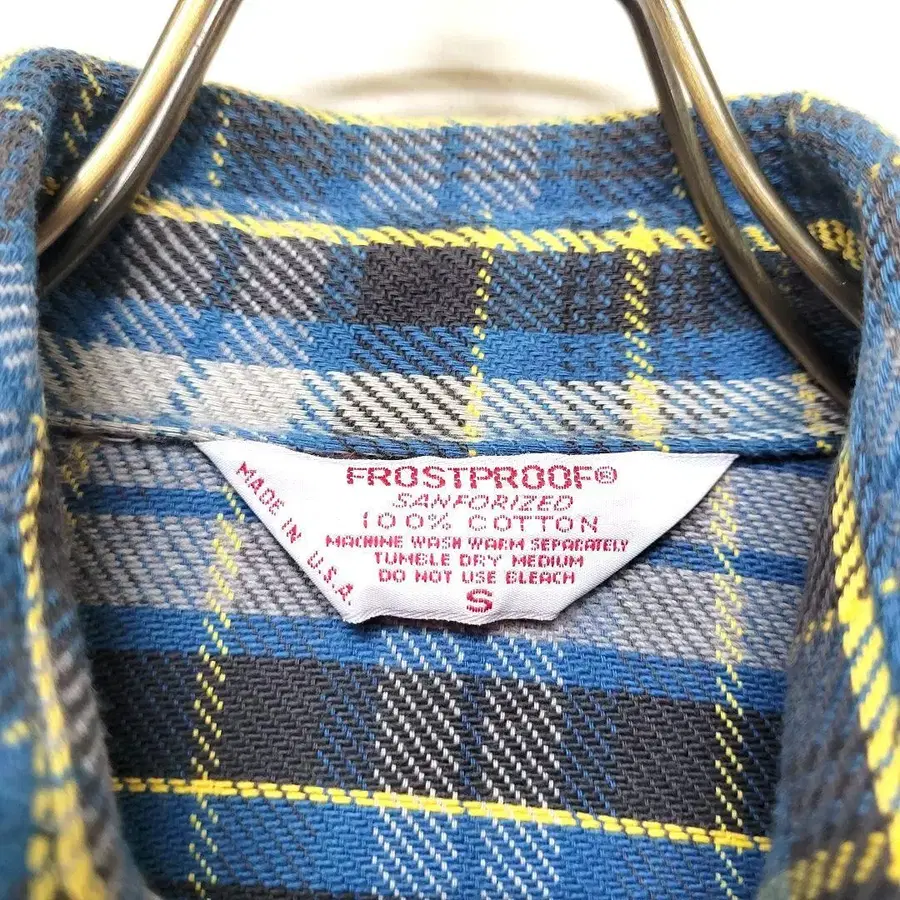 FROSTPROOF®
SANFORIZED
100% COTTON
MACHINE WASH WARM SEPARATELY
TUMBLE DRY MEDIUM
DO NOT USE BLEACH
S
MADE IN U.S.A.